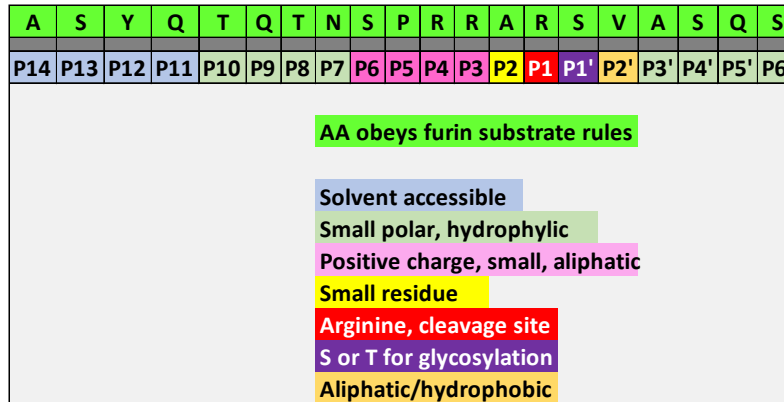 A S Y Q T Q T N S P R R A R S V A S Q S
P14 P13 P12 P11 P10 P9 P8 P7 P6 P5 P4 P3 P2 P1 P1' P2' P3' P4' P5' P6
AA obeys furin substrate rules
Solvent accessible
Small polar, hydrophylic
Positive charge, small, aliphatic
Small residue
Arginine, cleavage site
S or T for glycosylation
Aliphatic/hydrophobic